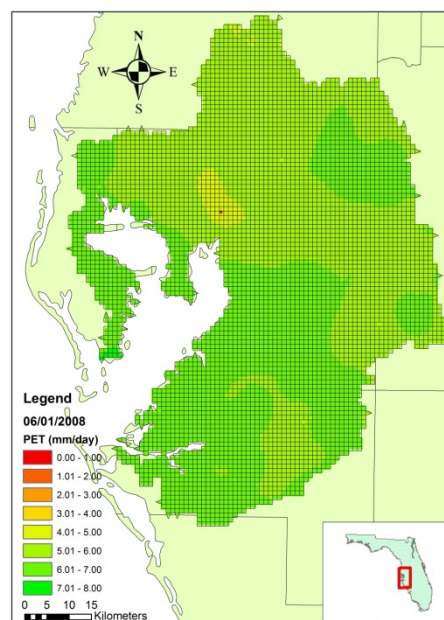 N
W E
S
Legend
06/01/2008
PET (mm/day)
0.00 - 1.00
1.01 - 2.00
2.01 - 3.00
3.01 - 4.00
4.01 - 5.00
5.01 - 6.00
6.01 - 7.00
7.01 - 8.00
0 5 10 15
Kilometers